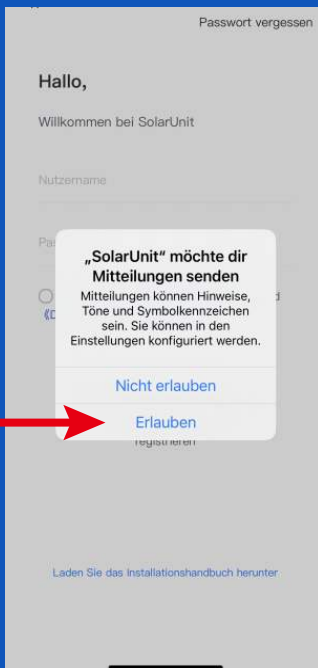 Passwort vergessen
Hallo,
Willkommen bei SolarUnit
Nutzername
„SolarUnit" möchte dir
Mitteilungen senden
Mitteilungen können Hinweise,
Töne und Symbolkennzeichen
sein. Sie können in den
Einstellungen konfiguriert werden.
Nicht erlauben
Erlauben
registrieren
Laden Sie das Installationshandbuch herunter